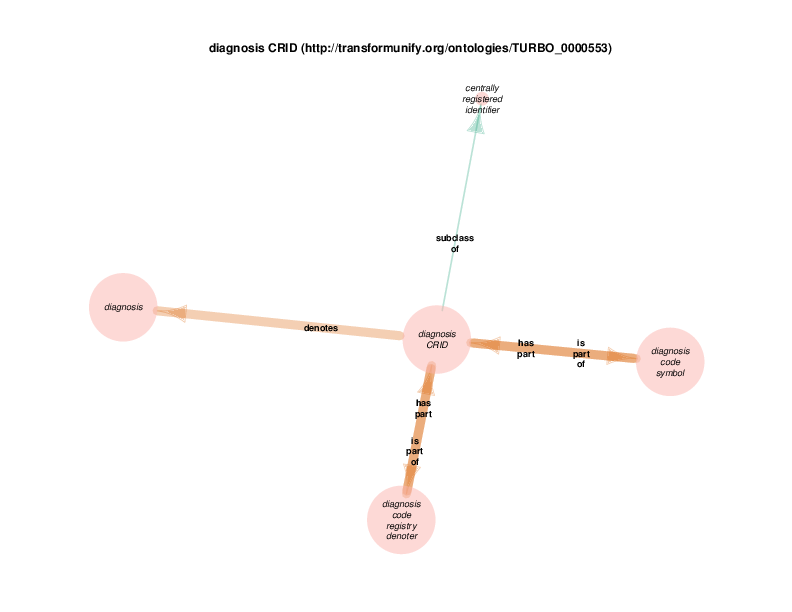 diagnosis CRID (http://transformunify.org/ontologies/TURBO_0000553)
centrally
registered
identifier
subclass
of
diagnosis
denotes
diagnosis
CRID
has
part
is
part
of
diagnosis
code
symbol
has
part
is
part
of
diagnosis
code
registry
denoter